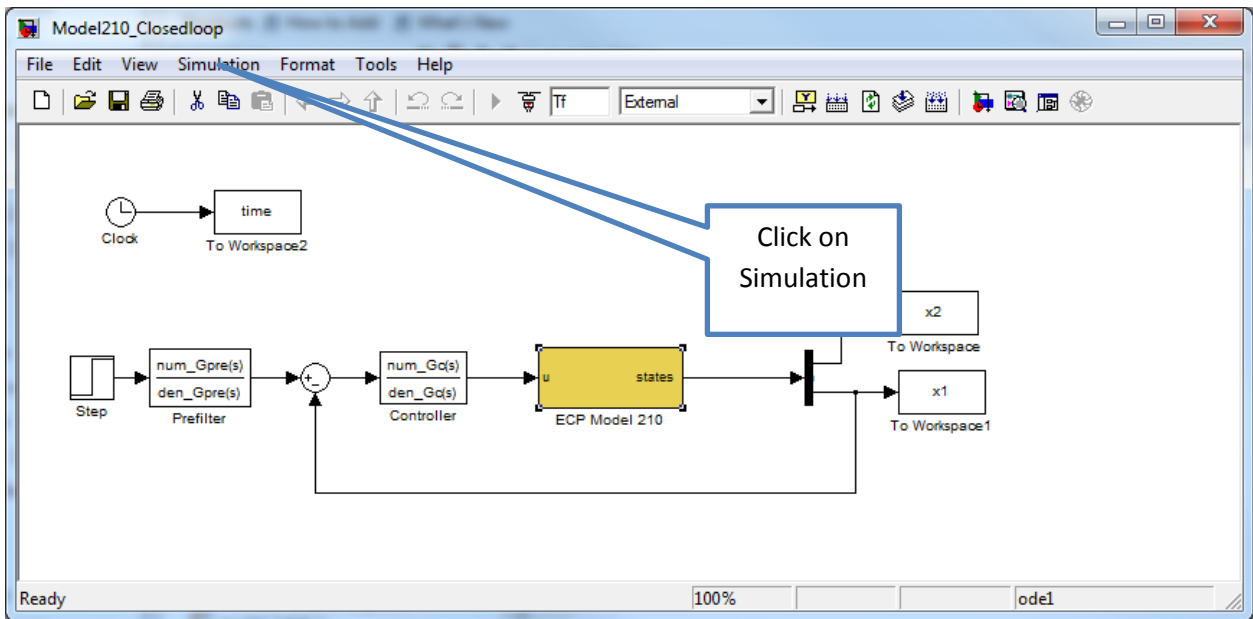 Model210_Closedloop
File Edit View Simulation Format Tools Help
Tf External
time
Clock
To Workspace2
Click on
Simulation
x2
To Workspace
num_Gpre(s)
den_Gpre(s)
Step
Prefilter
+
-
num_Gc(s)
den_Gc(s)
Controller
u states
ECP Model 210
x1
To Workspace1
Ready 100% ode1